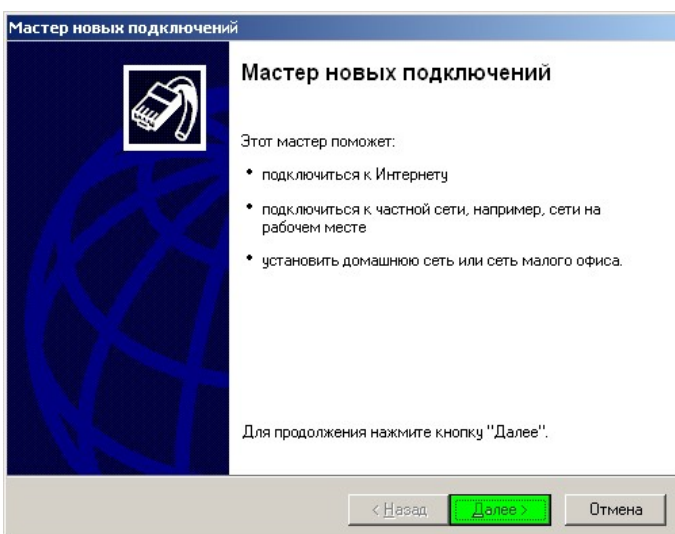 Мастер новых подключений
Мастер новых подключений
Этот мастер поможет:
• подключиться к Интернету
• подключиться к частной сети, например, сети на
рабочем месте
• установить домашнюю сеть или сеть малого офиса.
Для продолжения нажмите кнопку "Далее".
< Назад
Далее >
Отмена